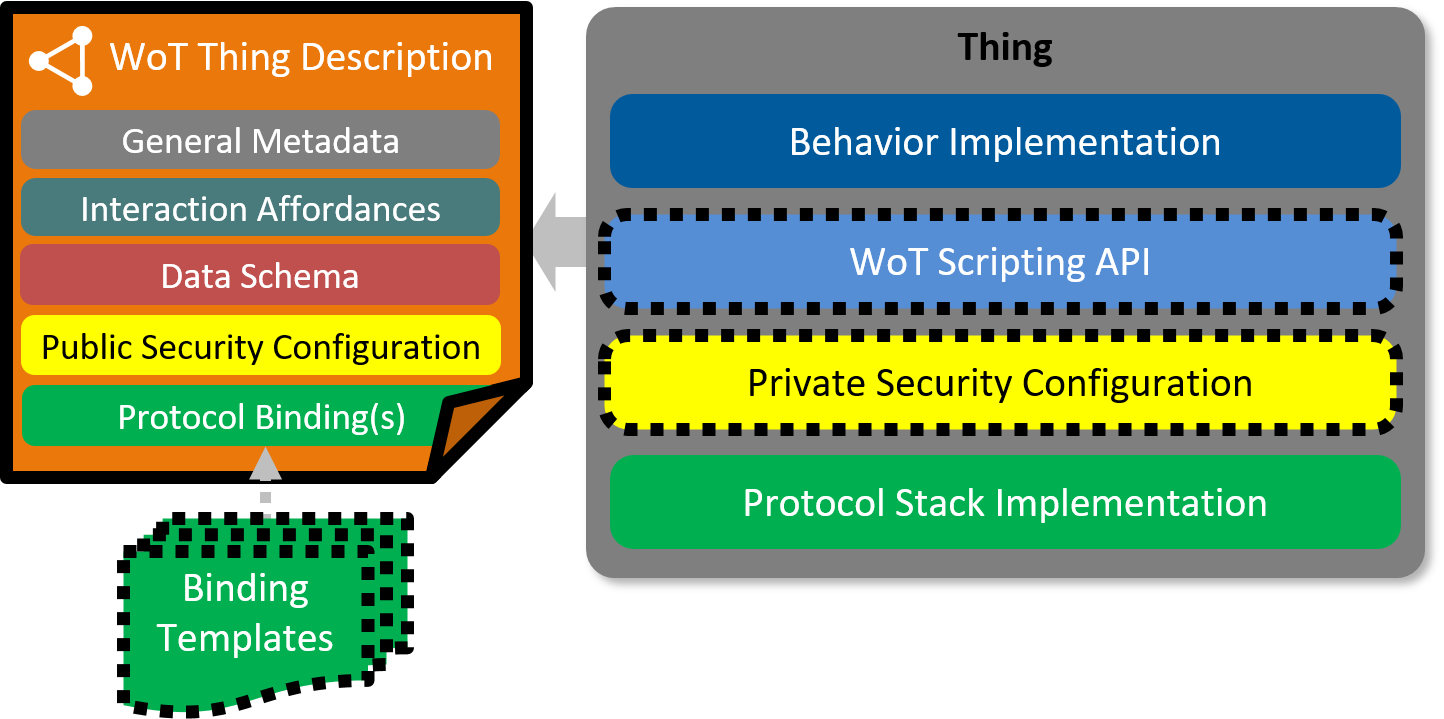 WoT Thing Description
General Metadata
Interaction Affordances
Data Schema
Public Security Configuration
Protocol Binding(s)
Binding
Templates
Thing
Behavior Implementation
WoT Scripting API
Private Security Configuration
Protocol Stack Implementation